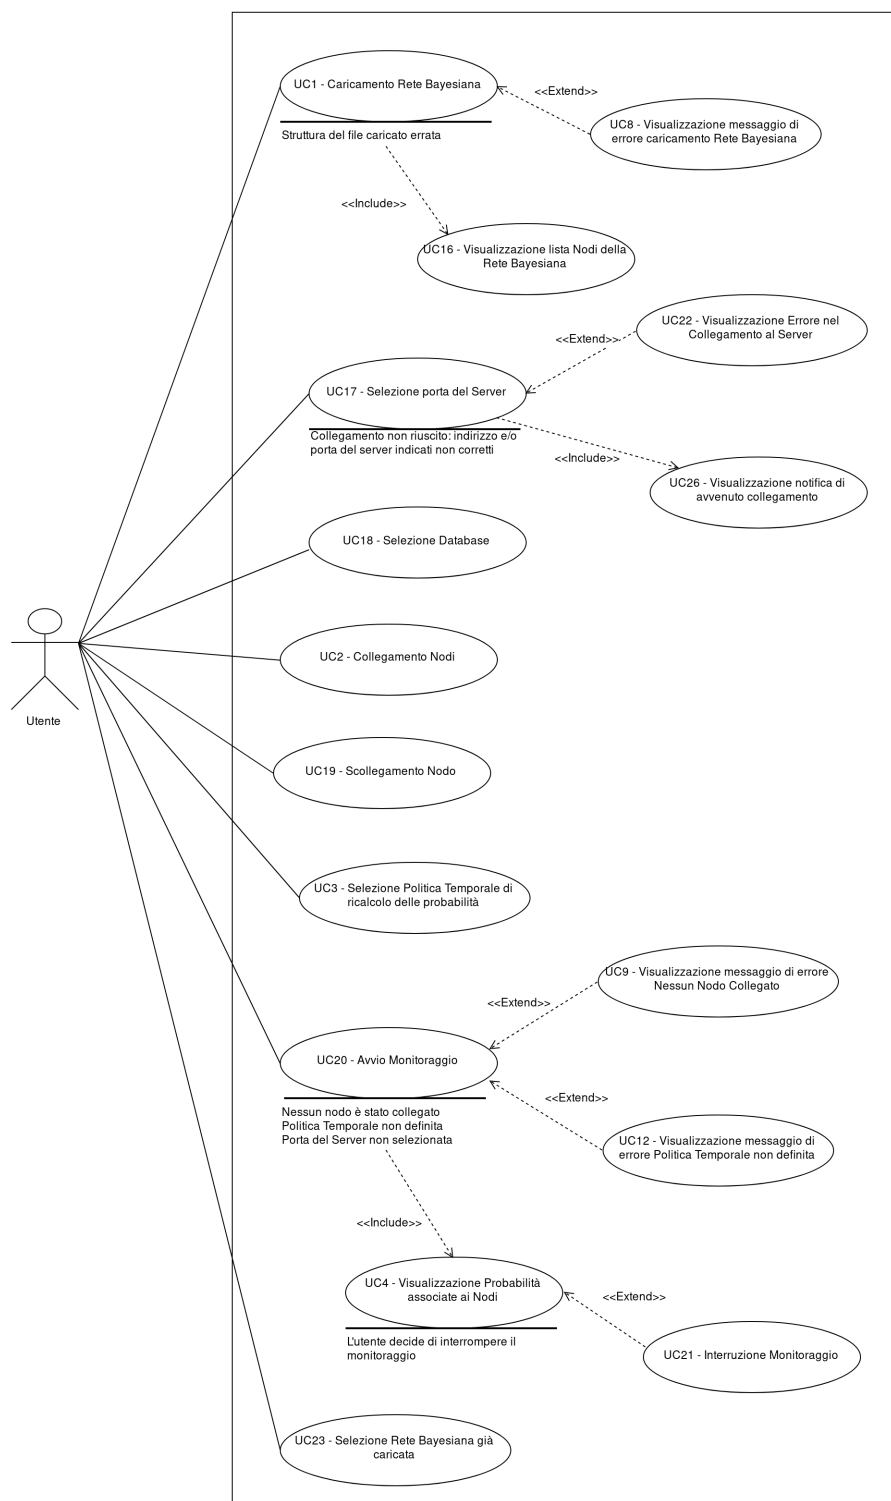 UC1 - Caricamento Rete Bayesiana
<<Extend>>
UC8 - Visualizzazione messaggio di
errore caricamento Rete Bayesiana
Struttura del file caricato errata
<<Include>>
UC16 - Visualizzazione lista Nodi della
Rete Bayesiana
UC22 - Visualizzazione Errore nel
Collegamento al Server
<<Extend>>
UC17 - Selezione porta del Server
Collegamento non riuscito: indirizzo e/o
porta del server indicati non corretti
<<Include>>
UC26 - Visualizzazione notifica di
avvenuto collegamento
UC18 - Selezione Database
UC2 - Collegamento Nodi
Utente
UC19 - Scollegamento Nodo
UC3 - Selezione Politica Temporale di
ricalcolo delle probabilità
UC9 - Visualizzazione messaggio di errore
Nessun Nodo Collegato
<<Extend>>
UC20 - Avvio Monitoraggio
<<Extend>>
Nessun nodo è stato collegato
Politica Temporale non definita
Porta del Server non selezionata
UC12 - Visualizzazione messaggio di
errore Politica Temporale non definita
<<Include>>
UC4 - Visualizzazione Probabilità
associate ai Nodi
<<Extend>>
L'utente decide di interrompere il
monitoraggio
UC21 - Interruzione Monitoraggio
UC23 - Selezione Rete Bayesiana già
caricata